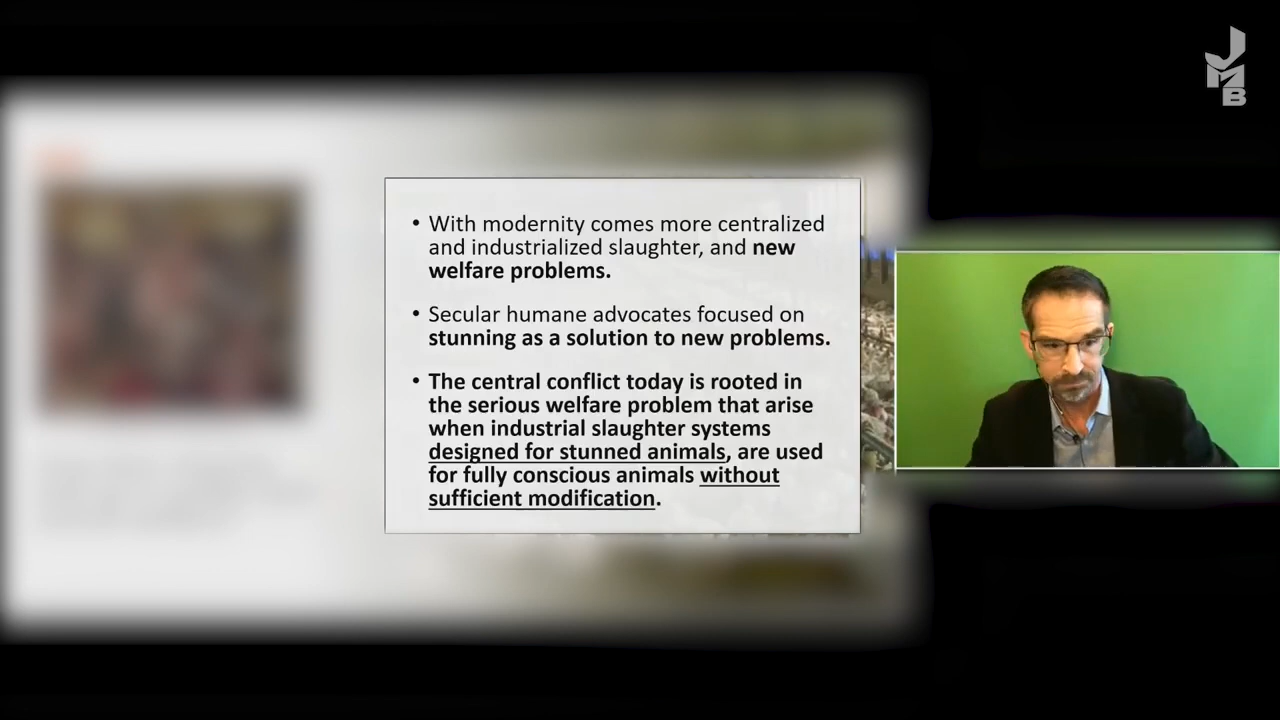 JMB
• With modernity comes more centralized
and industrialized slaughter, and new
welfare problems.
• Secular humane advocates focused on
stunning as a solution to new problems.
• The central conflict today is rooted in
the serious welfare problem that arise
when industrial slaughter systems
designed for stunned animals, are used
for fully conscious animals without
sufficient modification.